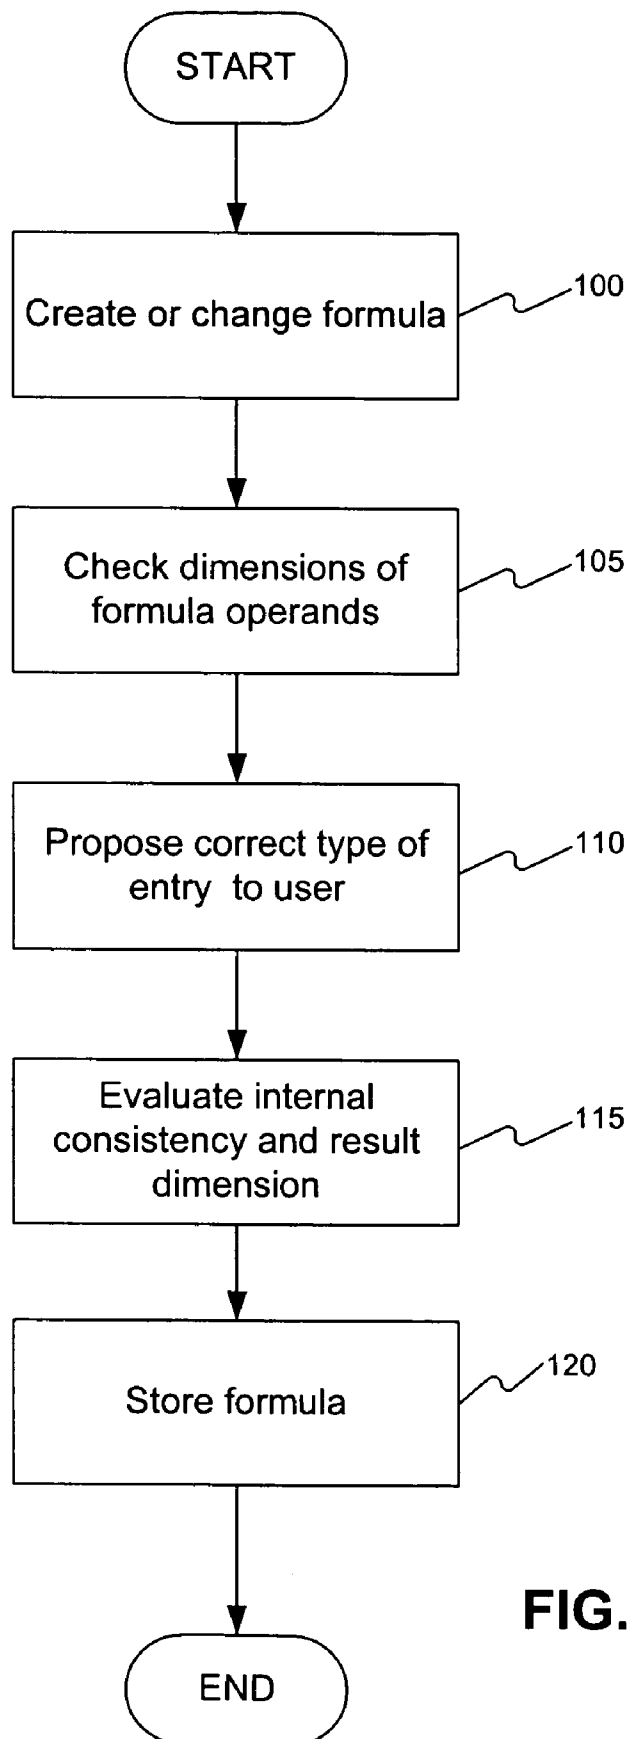 START
Create or change formula
100
Check dimensions of
formula operands
105
Propose correct type of
entry to user
110
Evaluate internal
consistency and result
dimension
115
Store formula
120
END
FIG.